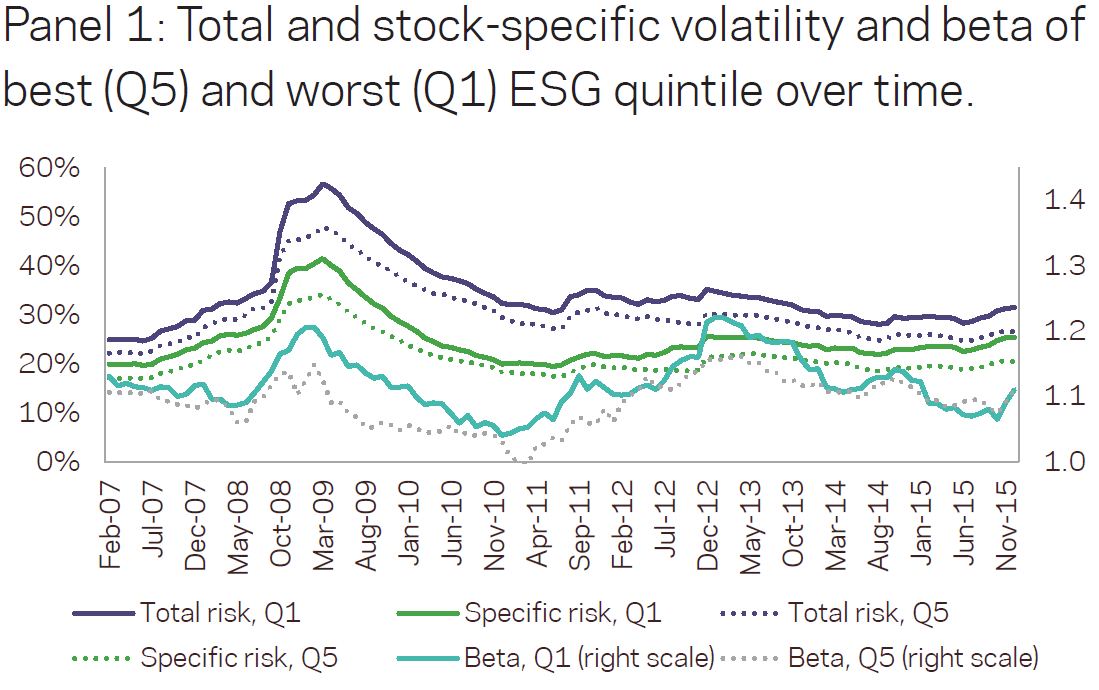 Panel 1: Total and stock-specific volatility and beta of
best (Q5) and worst (Q1) ESG quintile over time.
60%
50%
40%
30%
20%
10%
0%
1.4
1.3
1.2
1.1
1.0
Feb-07
Jul-07
Dec-07
May-08
Oct-08
Mar-09
Aug-09
Jan-10
Jun-10
Nov-10
Apr-11
Sep-11
Feb-12
Jul-12
Dec-12
May-13
Oct-13
Mar-14
Aug-14
Jan-15
Jun-15
Nov-15
Total risk, Q1
Specific risk, Q1
Total risk, Q5
Specific risk, Q5
Beta, Q1 (right scale)
Beta, Q5 (right scale)